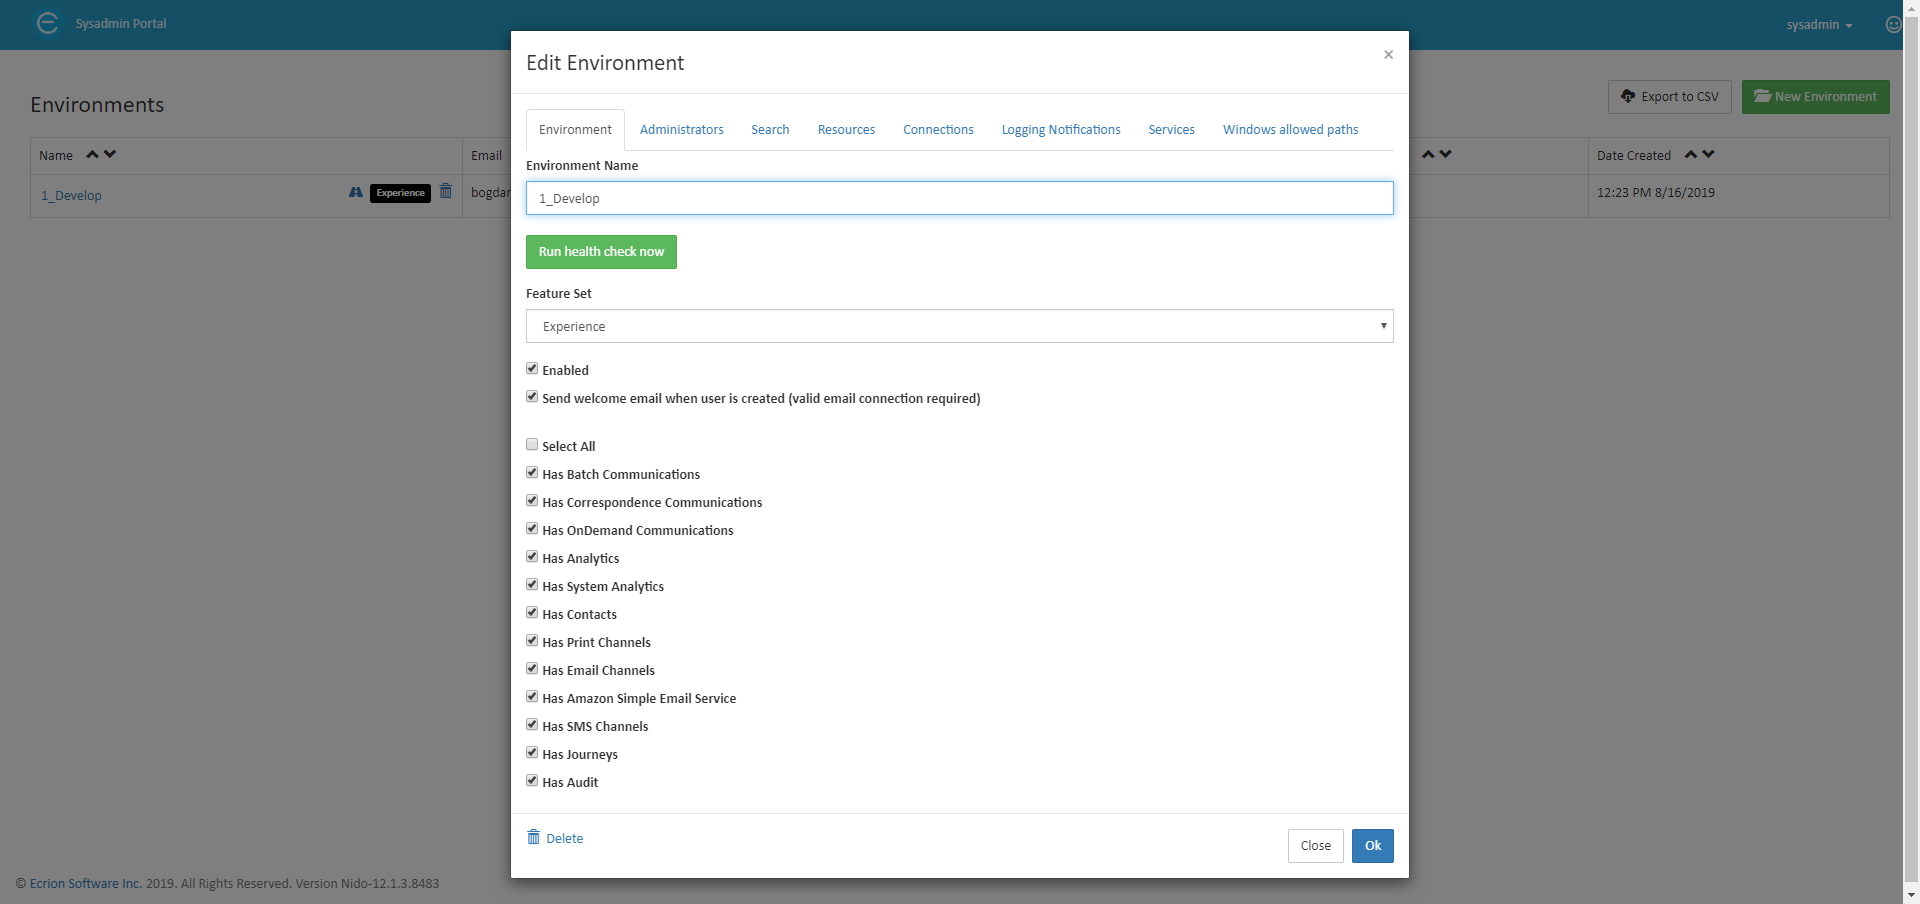 Sysadmin Portal
sysadmin
Edit Environment
×
Environments
Export to CSV
New Environment
Environment Administrators Search Resources Connections Logging Notifications Services Windows allowed paths
Name Email Date Created
Environment Name
1_Develop Experience 12:23 PM 8/16/2019
1_Develop
Run health check now
Feature Set
Experience
Enabled
Send welcome email when user is created (valid email connection required)
Select All
Has Batch Communications
Has Correspondence Communications
Has OnDemand Communications
Has Analytics
Has System Analytics
Has Contacts
Has Print Channels
Has Email Channels
Has Amazon Simple Email Service
Has SMS Channels
Has Journeys
Has Audit
Delete
Close
Ok
© Ecrion Software Inc. 2019. All Rights Reserved. Version Nido-12.1.3.8483